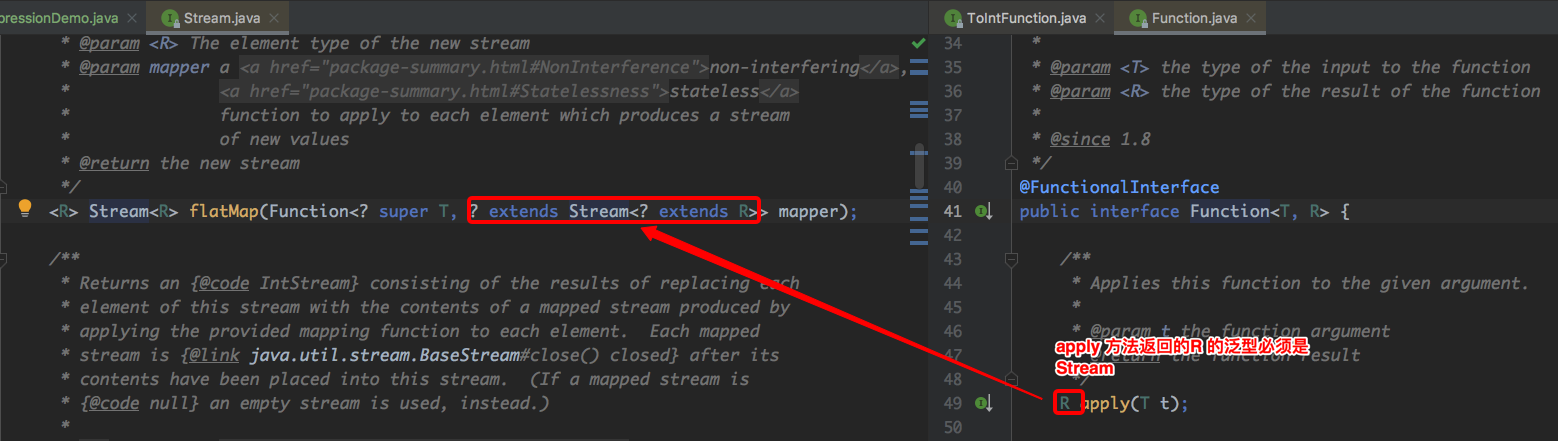 pressionDemo.java × Stream.java ×
* @param <R> The element type of the new stream
* @param mapper a <a href="package-summary.html#NonInterference">non-interfering</a>,
* <a href="package-summary.html#Statelessness">stateless</a>
* function to apply to each element which produces a stream
* of new values
* @return the new stream
*/
<R> Stream<R> flatMap(Function<? super T, ? extends Stream<? extends R>> mapper);
/**
* Returns an {@code IntStream} consisting of the results of replacing each
* element of this stream with the contents of a mapped stream produced by
* applying the provided mapping function to each element. Each mapped
* stream is {@link java.util.stream.BaseStream#close() closed} after its
* contents have been placed into this stream. (If a mapped stream is
* {@code null} an empty stream is used, instead.)
*
ToIntFunction.java × Function.java ×
34 *
35 * @param <T> the type of the input to the function
36 * @param <R> the type of the result of the function
37 *
38 * @since 1.8
39 */
40 @FunctionalInterface
41 public interface Function<T, R> {
42
43 /**
44 * Applies this function to the given argument.
45 *
46 * @param t the function argument
apply 方法返回的R 的泛型必须是
47 * @return the function result
Stream
48 */
49 R apply(T t);
50